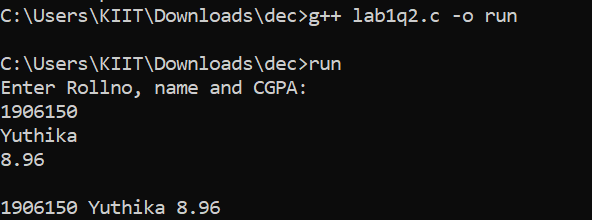 C:\Users\KIIT\Downloads\dec>g++ lab1q2.c -o run
C:\Users\KIIT\Downloads\dec>run
Enter Rollno, name and CGPA:
1906150
Yuthika
8.96
1906150 Yuthika 8.96